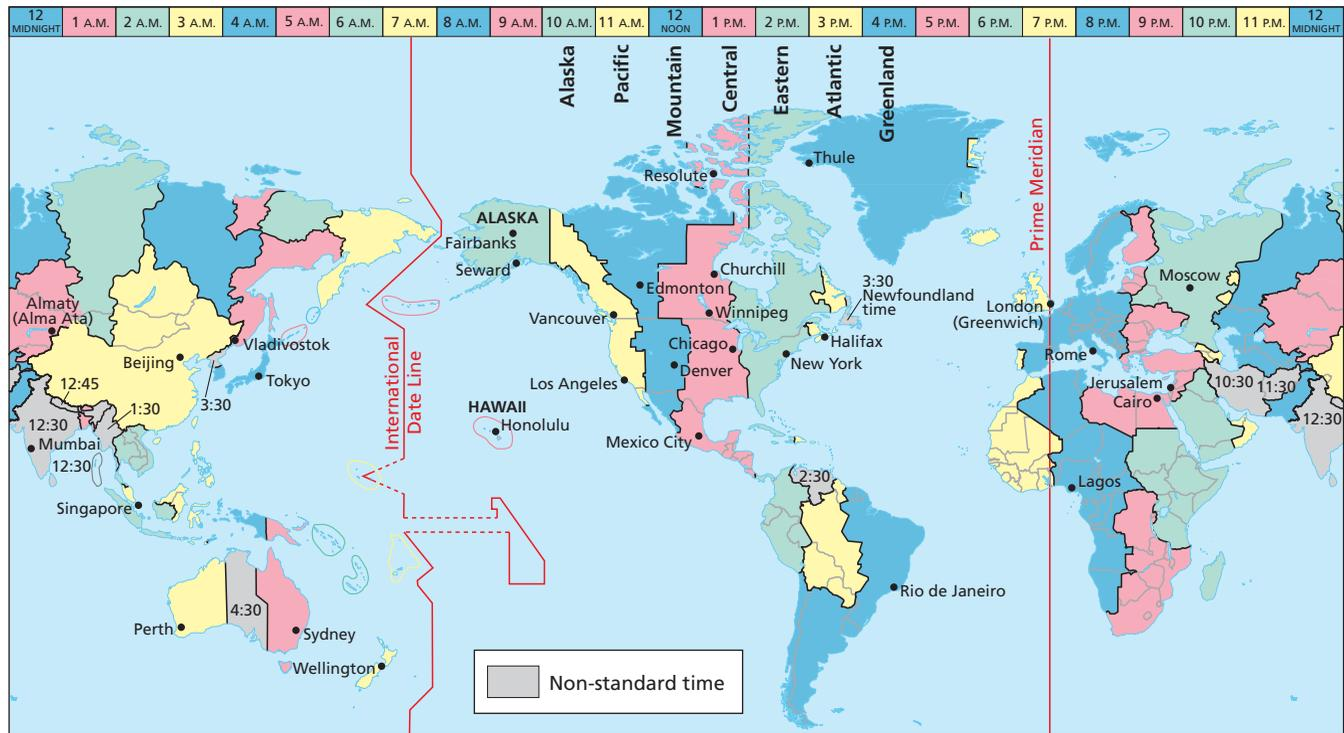 12 MIDNIGHT 1 A.M. 2 A.M. 3 A.M. 4 A.M. 5 A.M. 6 A.M. 7 A.M. 8 A.M. 9 A.M. 10 A.M. 11 A.M. 12 NOON 1 P.M. 2 P.M. 3 P.M. 4 P.M. 5 P.M. 6 P.M. 7 P.M. 8 P.M. 9 P.M. 10 P.M. 11 P.M. 12 MIDNIGHT
Alaska
Pacific
Mountain
Central
Eastern
Atlantic
Greenland
Prime Meridian
International
Date Line
Thule
Resolute
ALASKA
Fairbanks
Seward
Churchill
Edmonton
3:30
Newfoundland
time
Vancouver
Winnipeg
Halifax
Chicago
New York
Denver
Los Angeles
HAWAII
Honolulu
Mexico City
2:30
Rio de Janeiro
Almaty
(Alma Ata)
Vladivostok
Beijing
Tokyo
12:45
1:30
3:30
12:30
Mumbai
12:30
Singapore
4:30
Perth
Sydney
Wellington
Moscow
London
(Greenwich)
Rome
Jerusalem
Cairo
10:30
11:30
12:30
Lagos
Non-standard time